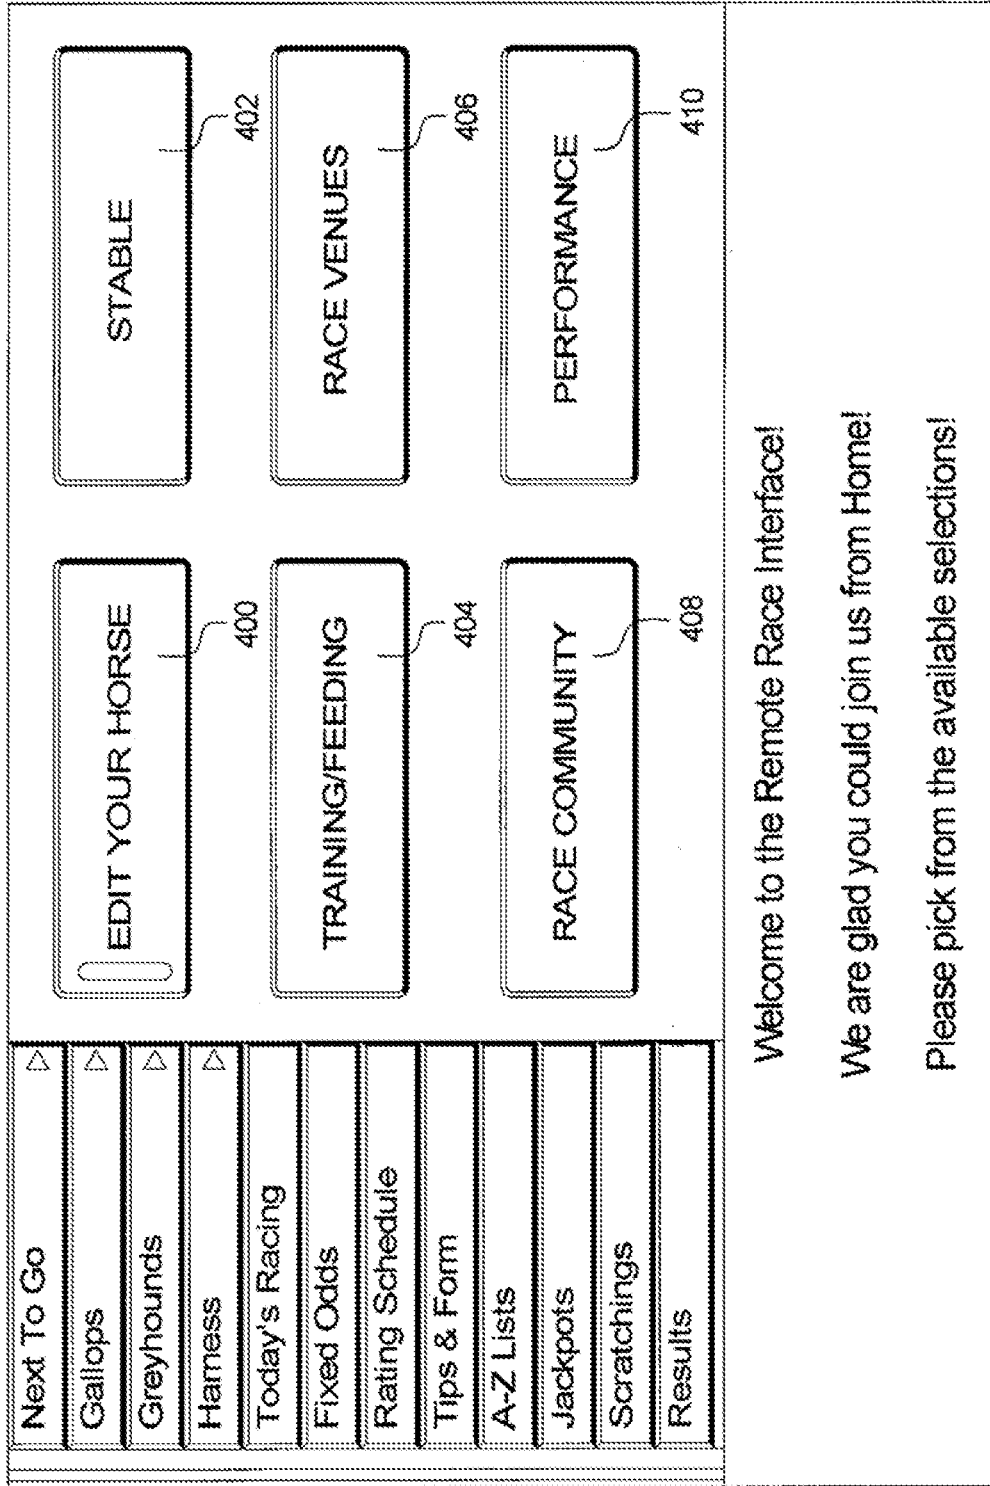 Next To Go
Gallops
Greyhounds
Harness
Today's Racing
Fixed Odds
Rating Schedule
Tips & Form
A-Z Lists
Jackpots
Scratchings
Results
EDIT YOUR HORSE
400
STABLE
402
TRAINING/FEEDING
404
RACE VENUES
406
RACE COMMUNITY
408
PERFORMANCE
410
Welcome to the Remote Race Interface!
We are glad you could join us from Home!
Please pick from the available selections!